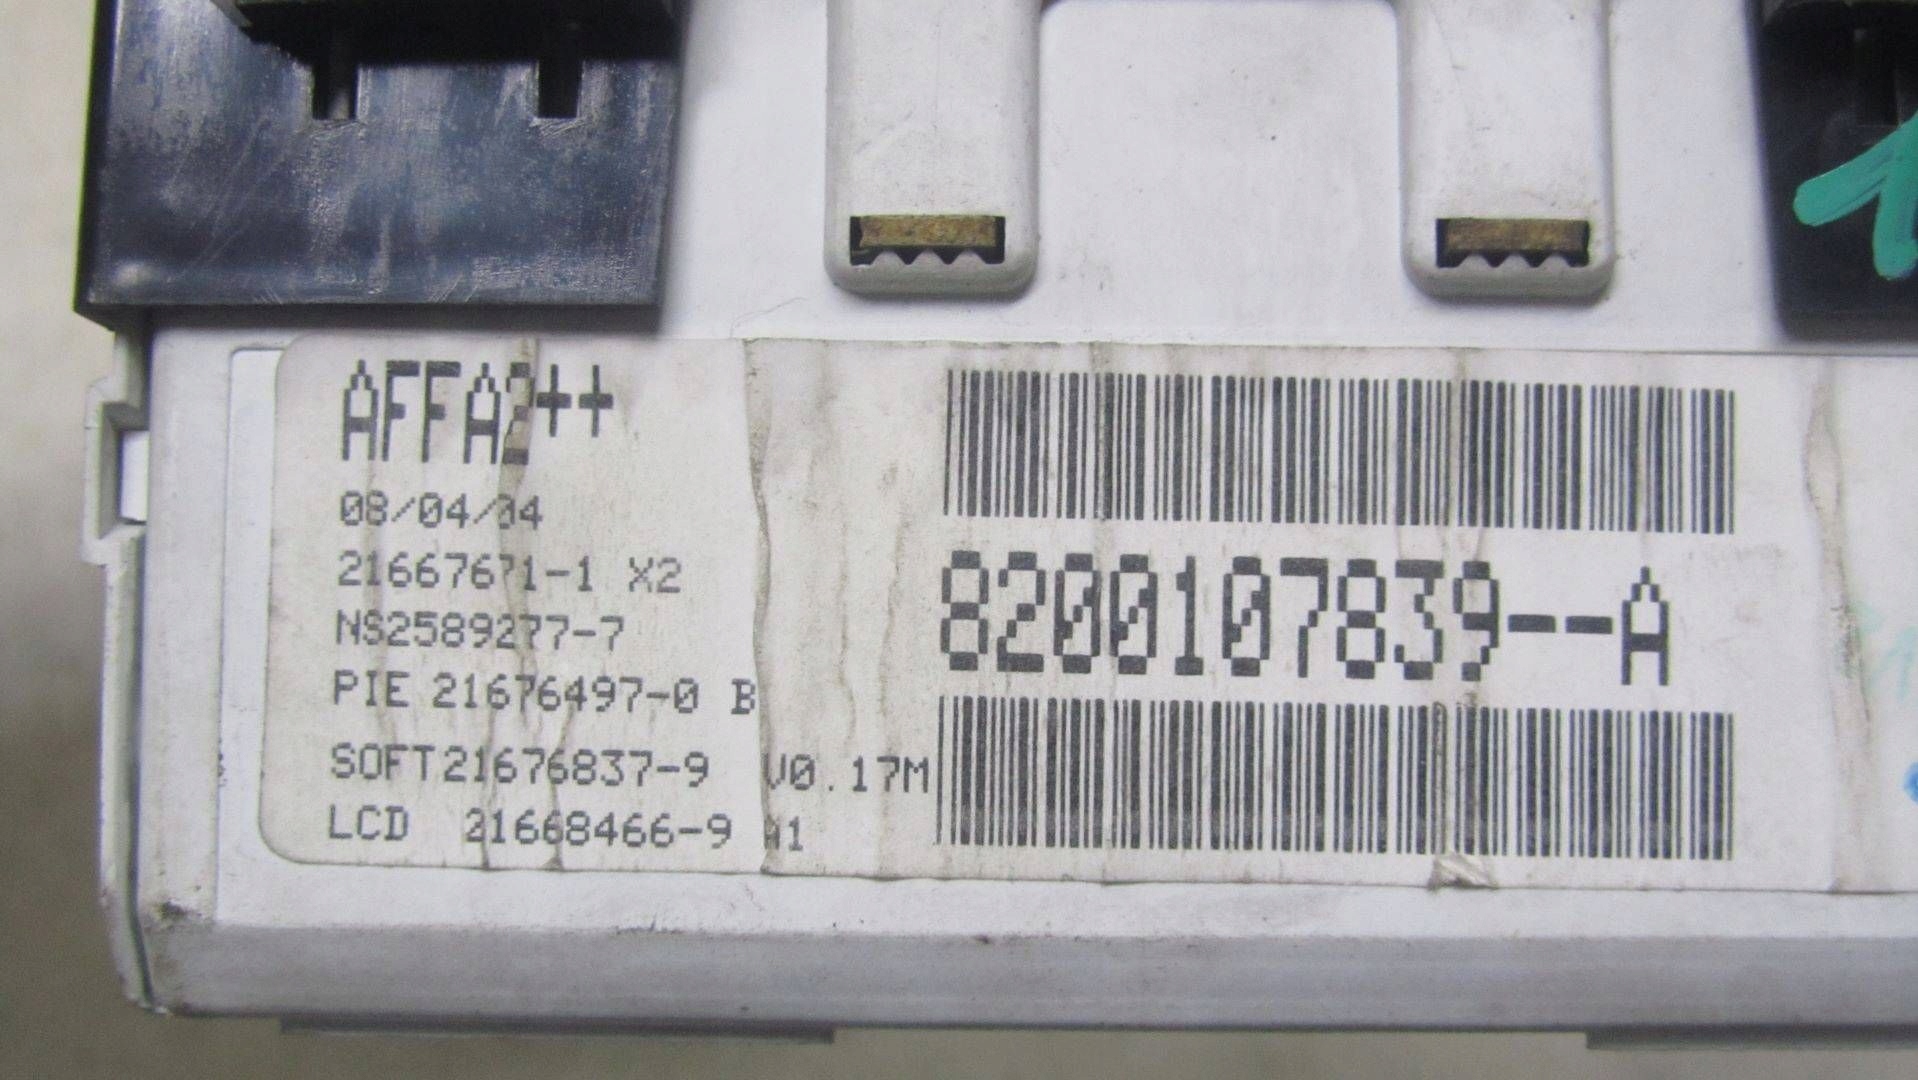 AFFA2++
08/04/04
21667671-1 X2
NS2589277-7
PIE 21676497-0 B
SOFT21676837-9 V0.17M
LCD 21668466-9 A1
8200107839--A